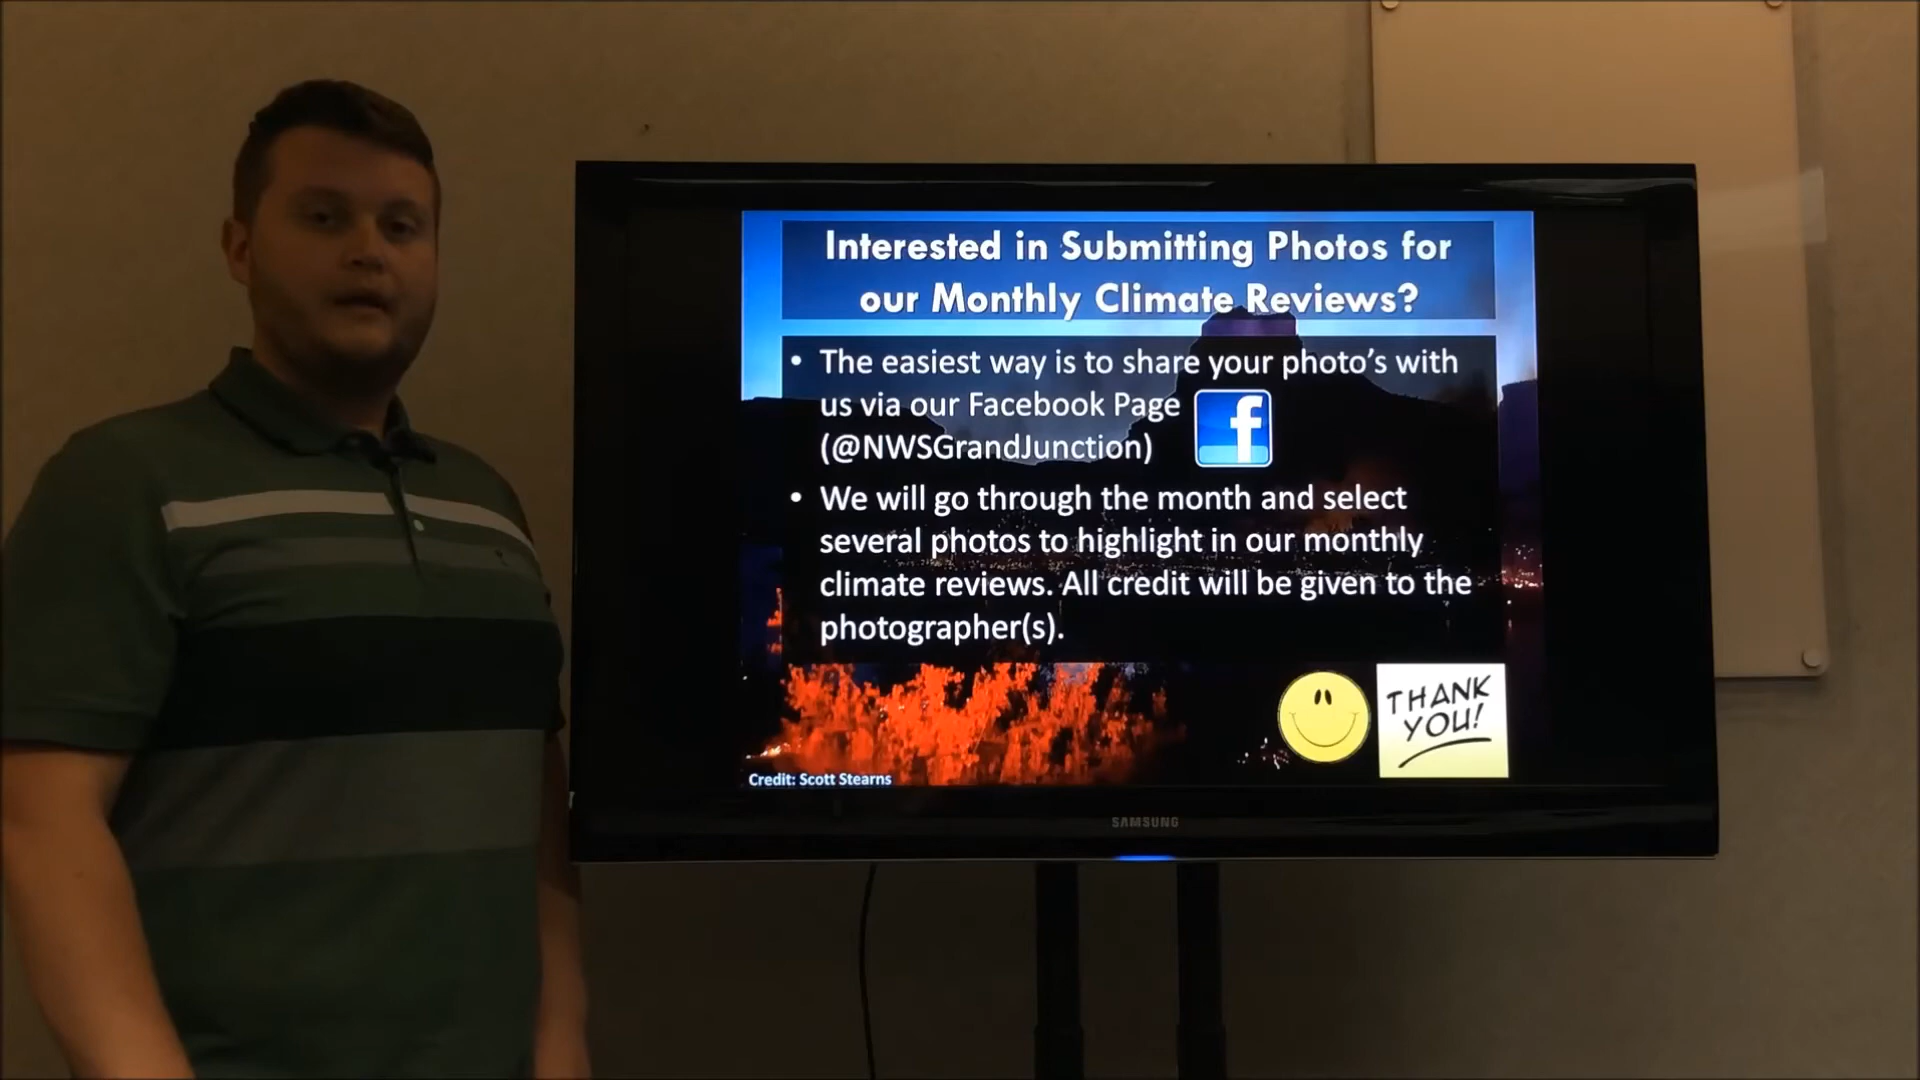 Interested in Submitting Photos for
our Monthly Climate Reviews?
• The easiest way is to share your photo's with
us via our Facebook Page
(@NWSGrandJunction)
f
• We will go through the month and select
several photos to highlight in our monthly
climate reviews. All credit will be given to the
photographer(s).
THANK
YOU!
Credit: Scott Stearns
SAMSUNG